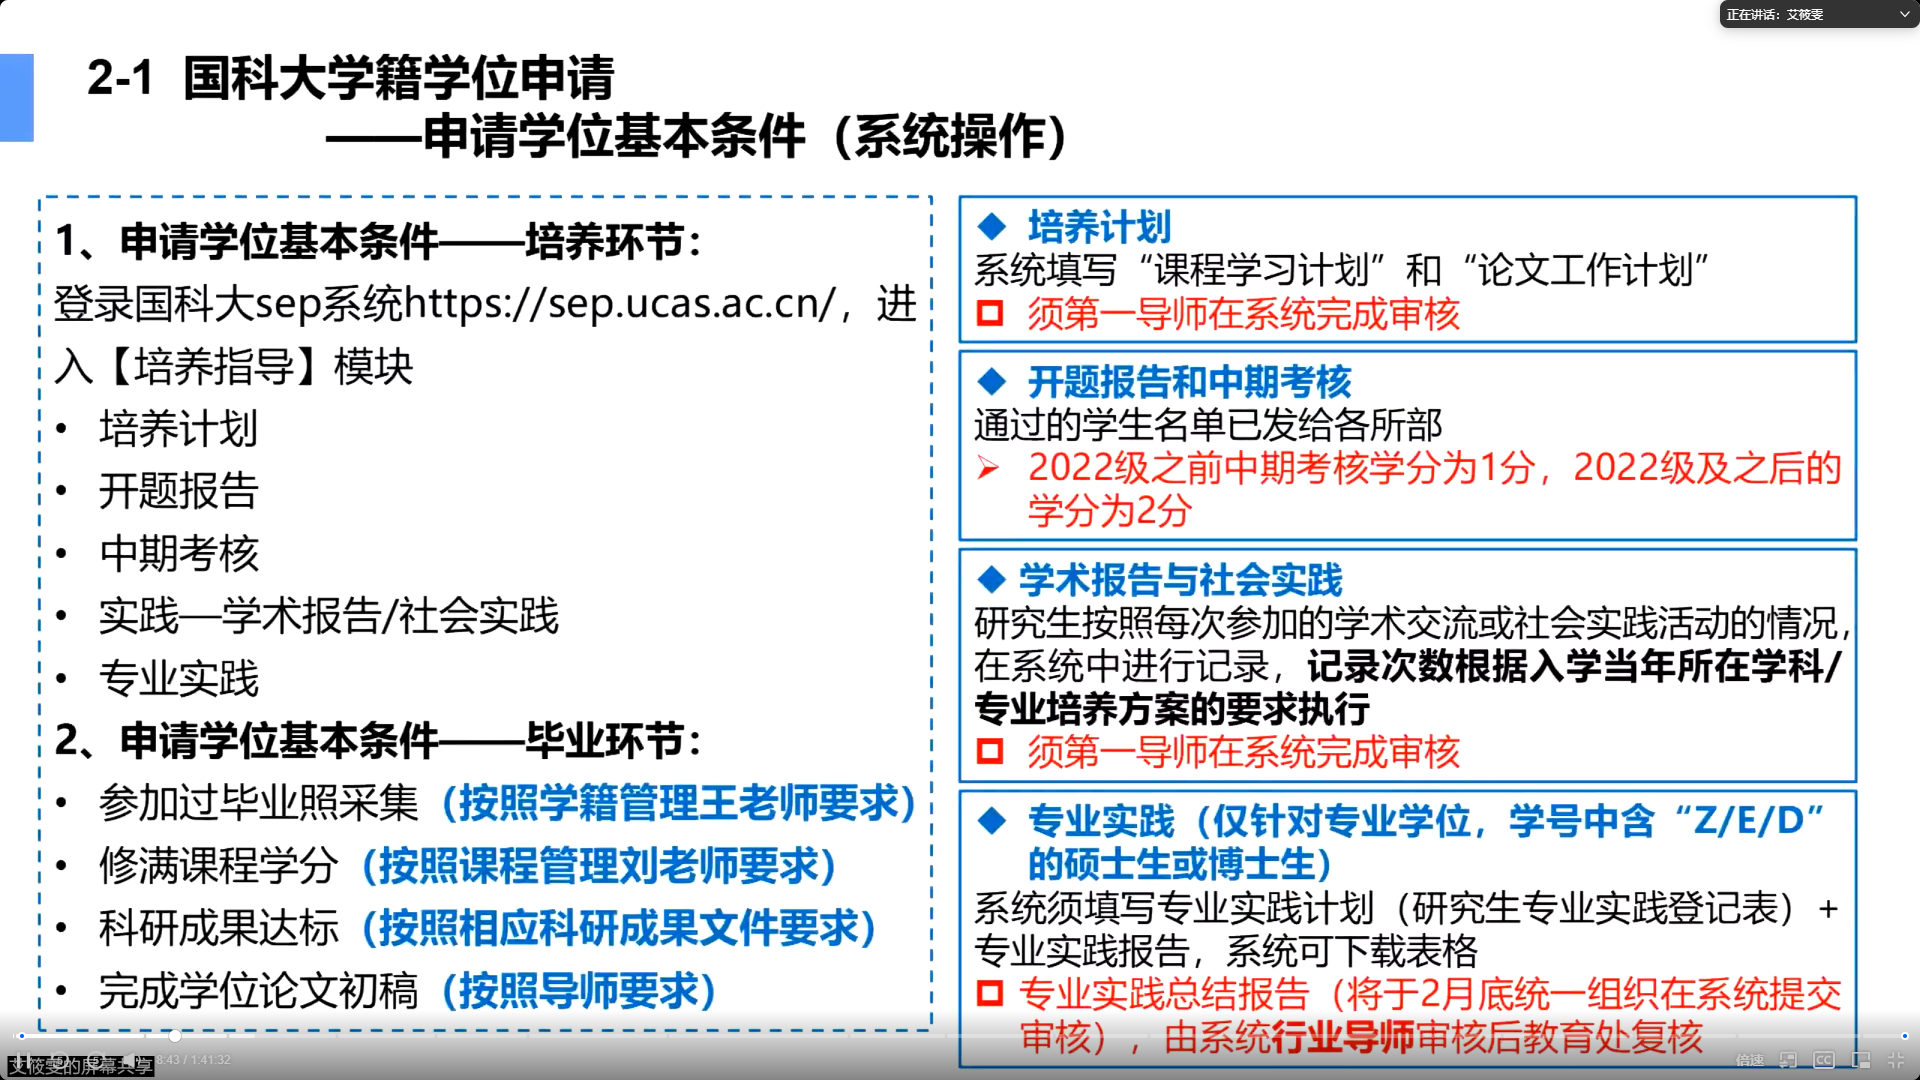 正在讲话：艾筱雯
2-1 国科大学籍学位申请
——申请学位基本条件（系统操作）
1、申请学位基本条件——培养环节：
登录国科大sep系统https://sep.ucas.ac.cn/，进
入【培养指导】模块
• 培养计划
• 开题报告
• 中期考核
• 实践—学术报告/社会实践
• 专业实践
2、申请学位基本条件——毕业环节：
• 参加过毕业照采集（按照学籍管理王老师要求）
• 修满课程学分（按照课程管理刘老师要求）
• 科研成果达标（按照相应科研成果文件要求）
• 完成学位论文初稿（按照导师要求）
◆ 培养计划
系统填写“课程学习计划”和“论文工作计划”
须第一导师在系统完成审核
◆ 开题报告和中期考核
通过的学生名单已发给各所部
➢ 2022级之前中期考核学分为1分，2022级及之后的
学分为2分
◆ 学术报告与社会实践
研究生按照每次参加的学术交流或社会实践活动的情况，
在系统中进行记录，记录次数根据入学当年所在学科/
专业培养方案的要求执行
须第一导师在系统完成审核
◆ 专业实践（仅针对专业学位，学号中含“Z/E/D”
的硕士生或博士生）
系统须填写专业实践计划（研究生专业实践登记表）+
专业实践报告，系统可下载表格
专业实践总结报告（将于2月底统一组织在系统提交
审核），由系统行业导师审核后教育处复核
8:43 / 1:41:32
艾筱雯的屏幕共享
倍速
CC